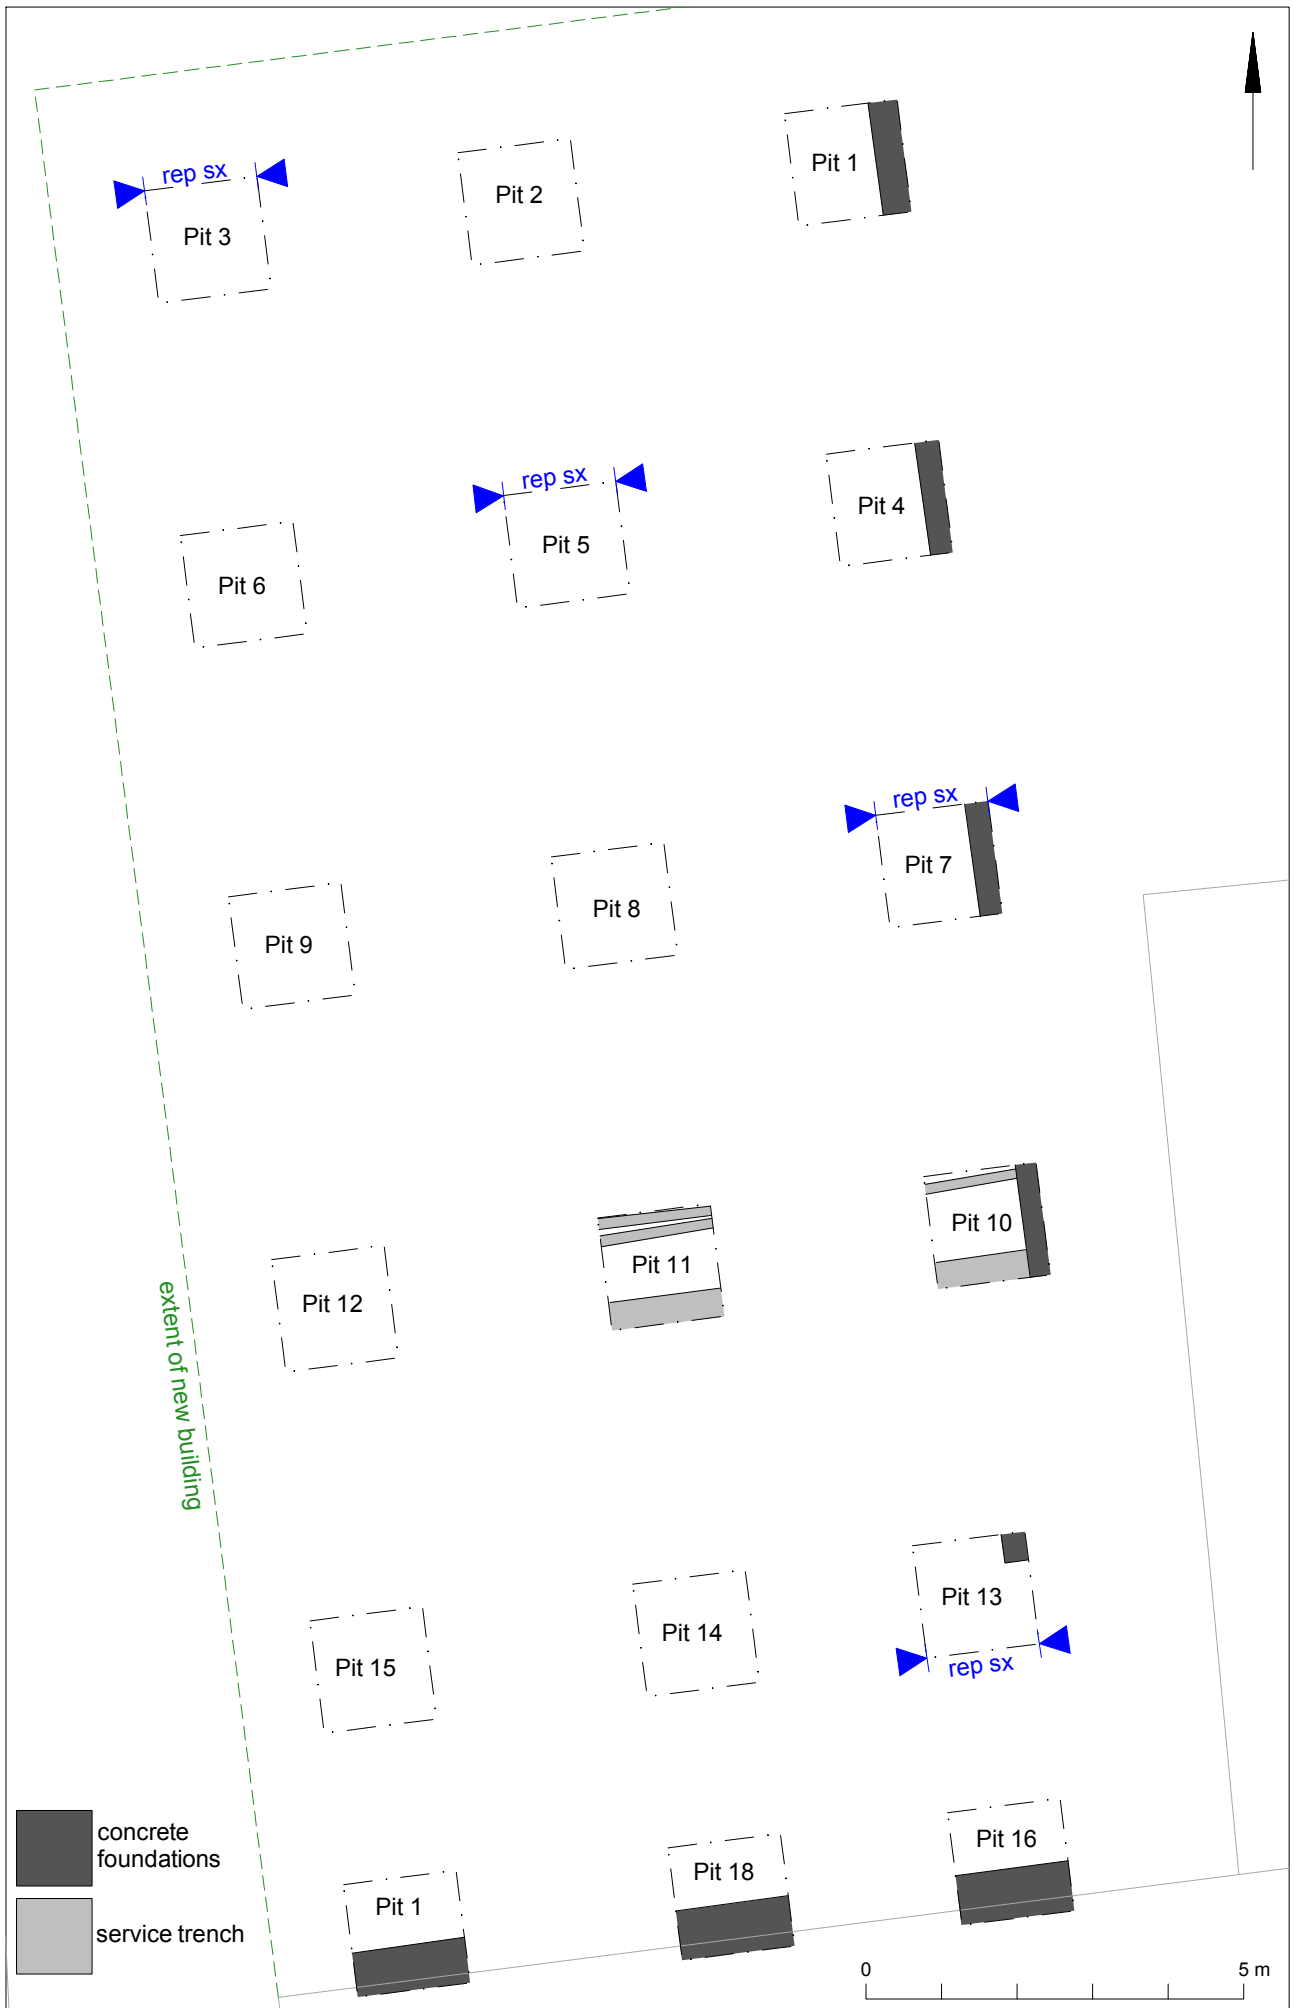 Pit 1
rep sx
Pit 2
Pit 3
Pit 4
rep sx
Pit 5
Pit 6
rep sx
Pit 7
Pit 8
Pit 9
Pit 10
Pit 11
Pit 12
extent of new building
Pit 13
rep sx
Pit 14
Pit 15
concrete
foundations
Pit 16
Pit 18
Pit 1
service trench
0
5 m